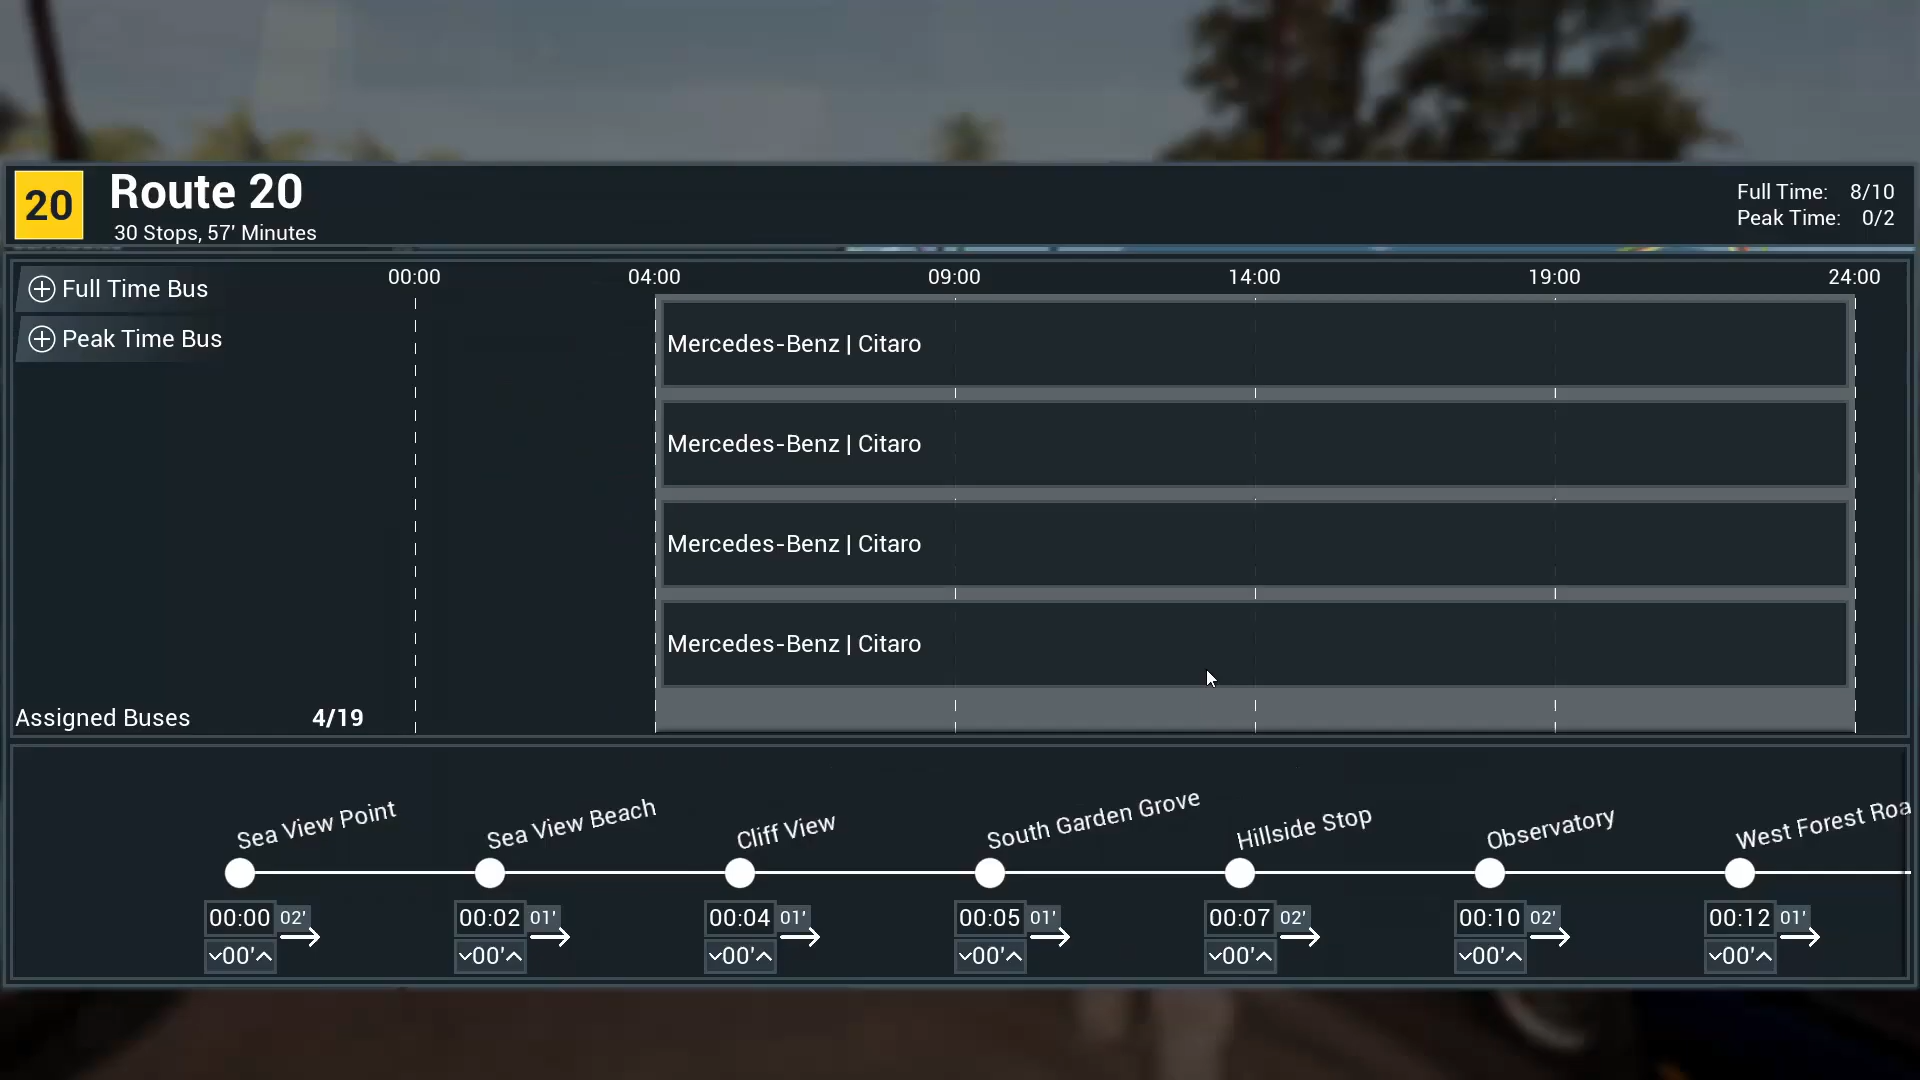 20
Route 20
30 Stops, 57' Minutes
Full Time: 8/10
Peak Time: 0/2
Full Time Bus
Peak Time Bus
00:00 04:00 09:00 14:00 19:00 24:00
Mercedes-Benz | Citaro
Mercedes-Benz | Citaro
Mercedes-Benz | Citaro
Mercedes-Benz | Citaro
Assigned Buses 4/19
Sea View Point Sea View Beach Cliff View South Garden Grove Hillside Stop Observatory West Forest Roa
00:00 02' 00:02 01' 00:04 01' 00:05 01' 00:07 02' 00:10 02' 00:12 01'
00' 00' 00' 00' 00' 00' 00'